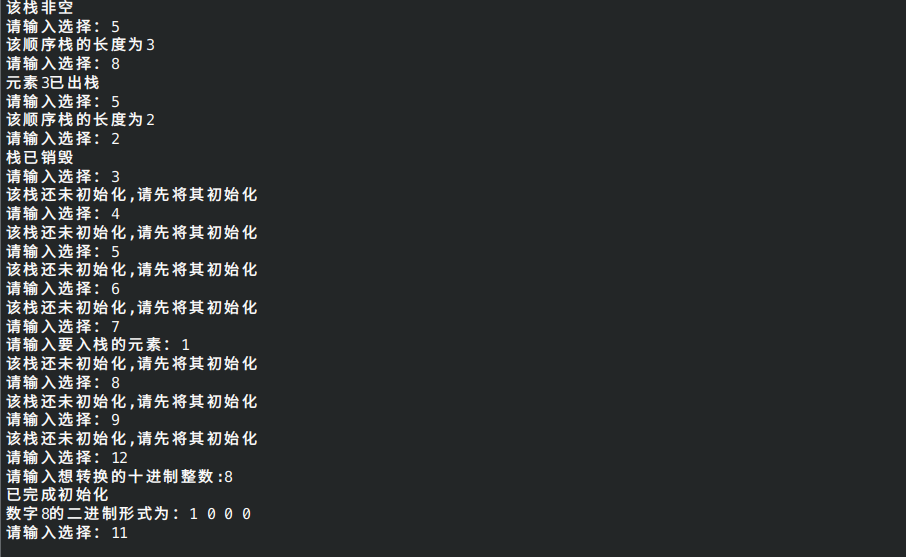 该栈非空
请输入选择: 5
该顺序栈的长度为3
请输入选择: 8
元素3已出栈
请输入选择: 5
该顺序栈的长度为2
请输入选择: 2
栈已销毁
请输入选择: 3
该栈还未初始化,请先将其初始化
请输入选择: 4
该栈还未初始化,请先将其初始化
请输入选择: 5
该栈还未初始化,请先将其初始化
请输入选择: 6
该栈还未初始化,请先将其初始化
请输入选择: 7
请输入要入栈的元素: 1
该栈还未初始化,请先将其初始化
请输入选择: 8
该栈还未初始化,请先将其初始化
请输入选择: 9
该栈还未初始化,请先将其初始化
请输入选择: 12
请输入想转换的十进制整数:8
已完成初始化
数字8的二进制形式为: 1 0 0 0
请输入选择: 11